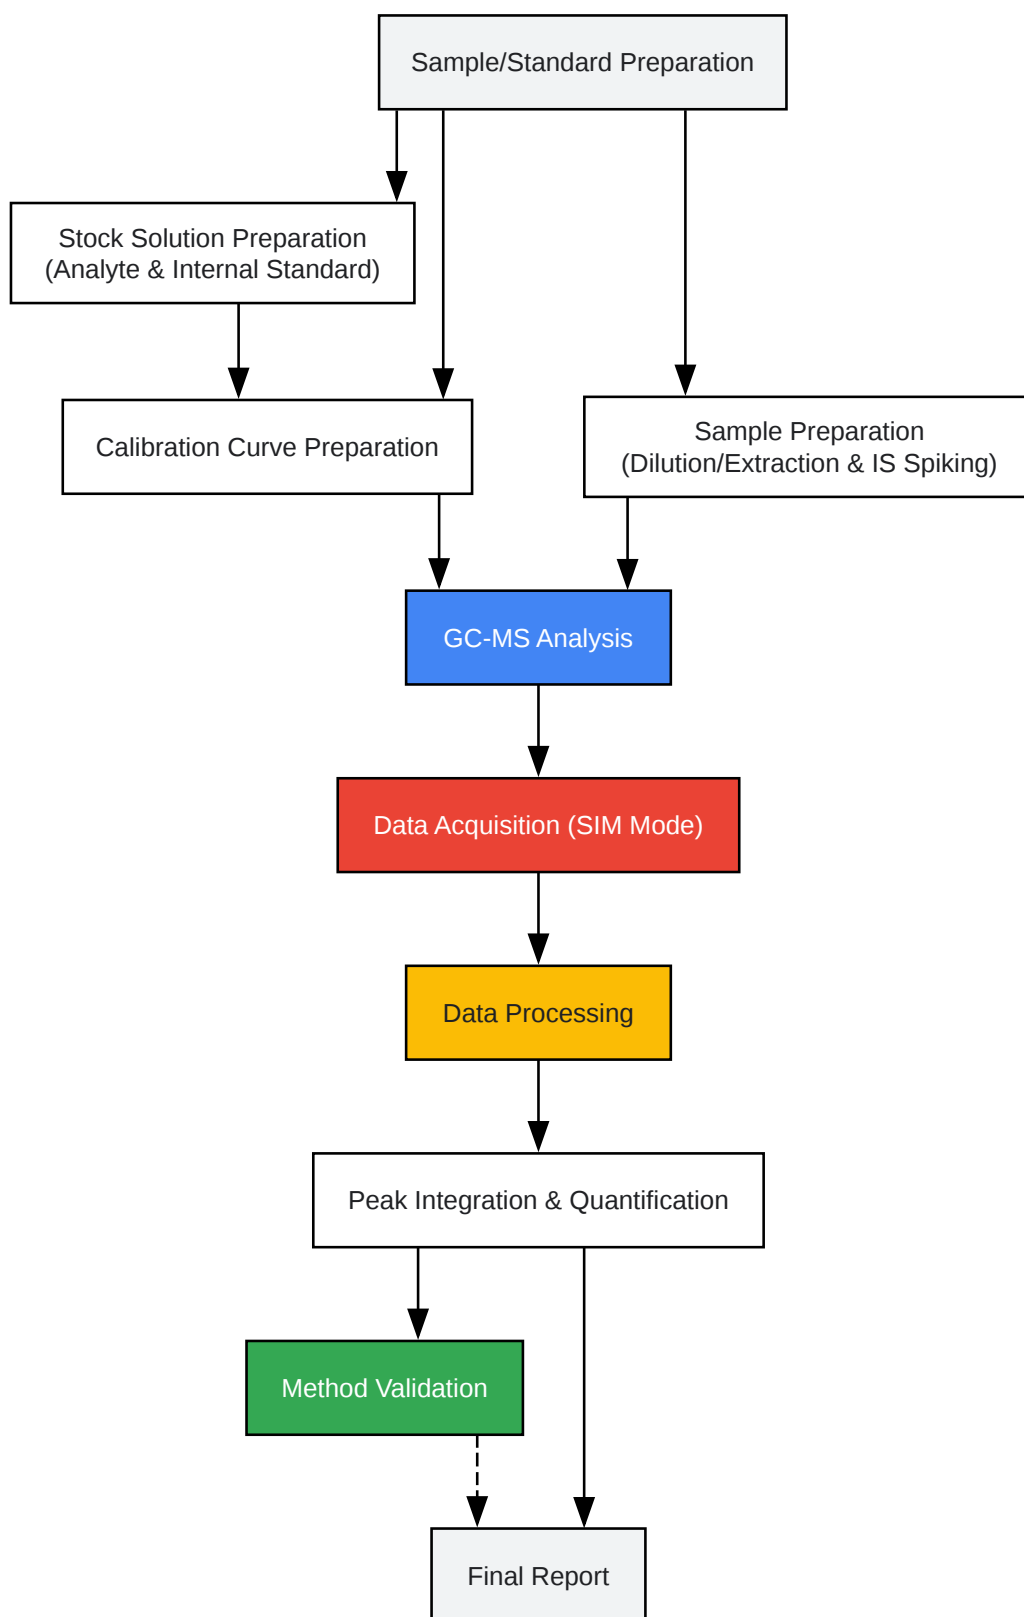 Sample/Standard Preparation
Stock Solution Preparation
(Analyte & Internal Standard)
Calibration Curve Preparation
Sample Preparation
(Dilution/Extraction & IS Spiking)
GC-MS Analysis
Data Acquisition (SIM Mode)
Data Processing
Peak Integration & Quantification
Method Validation
Final Report